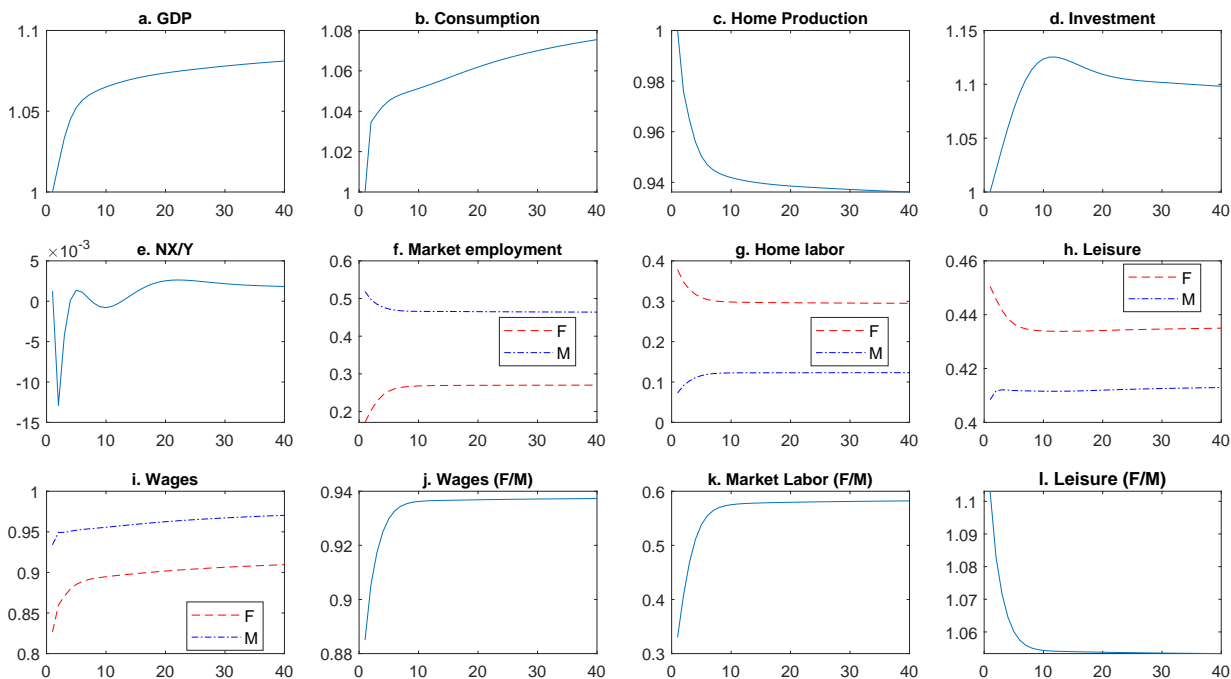 a. GDP
1.1
1.05
1
0 10 20 30 40
b. Consumption
1.08
1.06
1.04
1.02
1
0 10 20 30 40
c. Home Production
1
0.98
0.96
0.94
0 10 20 30 40
d. Investment
1.15
1.1
1.05
1
0 10 20 30 40
e. NX/Y
×10⁻³
5
0
-5
-10
-15
0 10 20 30 40
f. Market employment
0.6
0.5
0.4
0.3
0.2
F
M
0 10 20 30 40
g. Home labor
0.4
0.3
0.2
0.1
0
F
M
0 10 20 30 40
h. Leisure
0.46
0.44
0.42
0.4
F
M
0 10 20 30 40
i. Wages
1
0.95
0.9
0.85
0.8
F
M
0 10 20 30 40
j. Wages (F/M)
0.94
0.92
0.9
0.88
0 10 20 30 40
k. Market Labor (F/M)
0.6
0.5
0.4
0.3
0 10 20 30 40
l. Leisure (F/M)
1.1
1.09
1.08
1.07
1.06
0 10 20 30 40